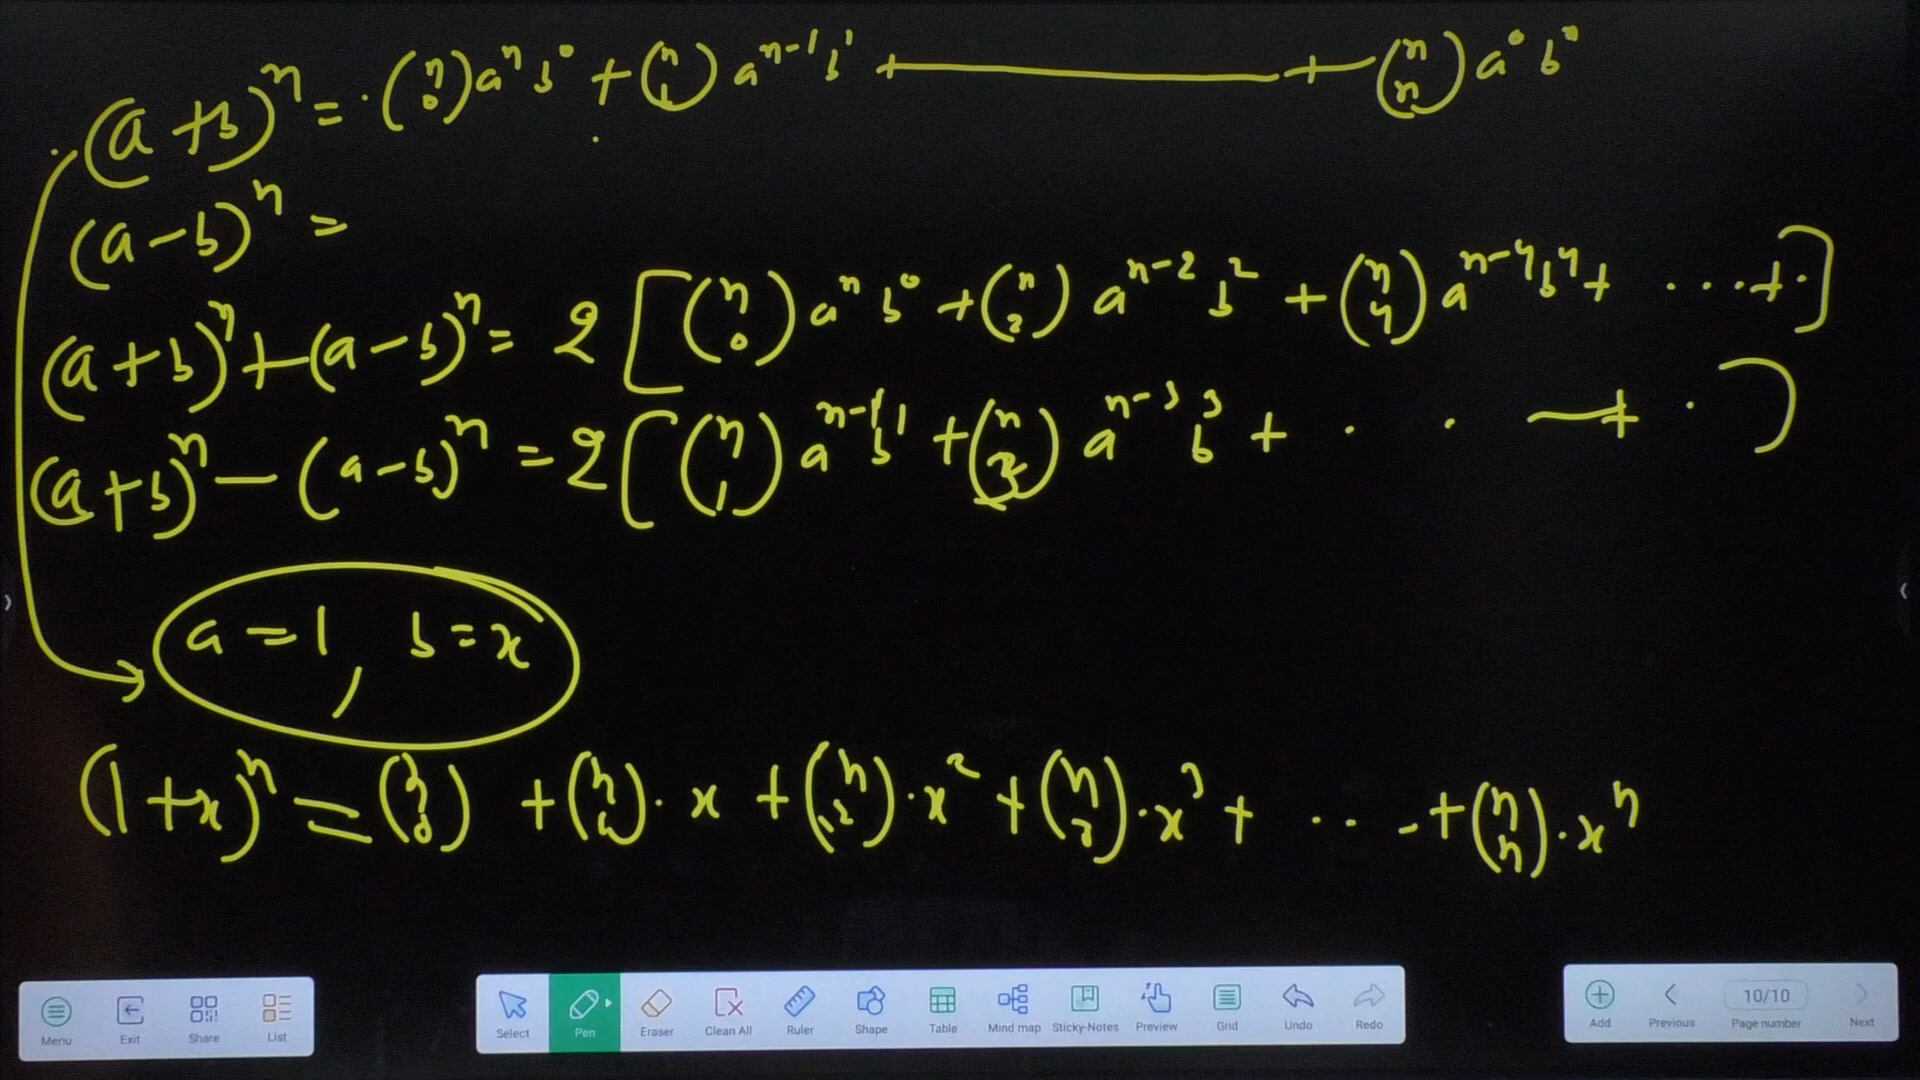 (a+b)^n = (n 0) a^n b^0 + (n 1) a^{n-1} b^1 + ——— + (n n) a^0 b^n
(a-b)^n =
(a+b)^n + (a-b)^n = 2 [ (n 0) a^n b^0 + (n 2) a^{n-2} b^2 + (n 4) a^{n-4} b^4 + ....+.]
(a+b)^n - (a-b)^n = 2 [ (n 1) a^{n-1} b^1 + (n 3) a^{n-3} b^3 + . . — + . )
a = 1, b = x
(1+x)^n = (n 0) + (n 1) . x + (n 2) . x^2 + (n 3) . x^3 + ... + (n n) . x^n
Menu Exit Share List Select Pen Eraser Clean All Ruler Shape Table Mind map Sticky-Notes Preview Grid Undo Redo Add Previous 10/10 Page number Next